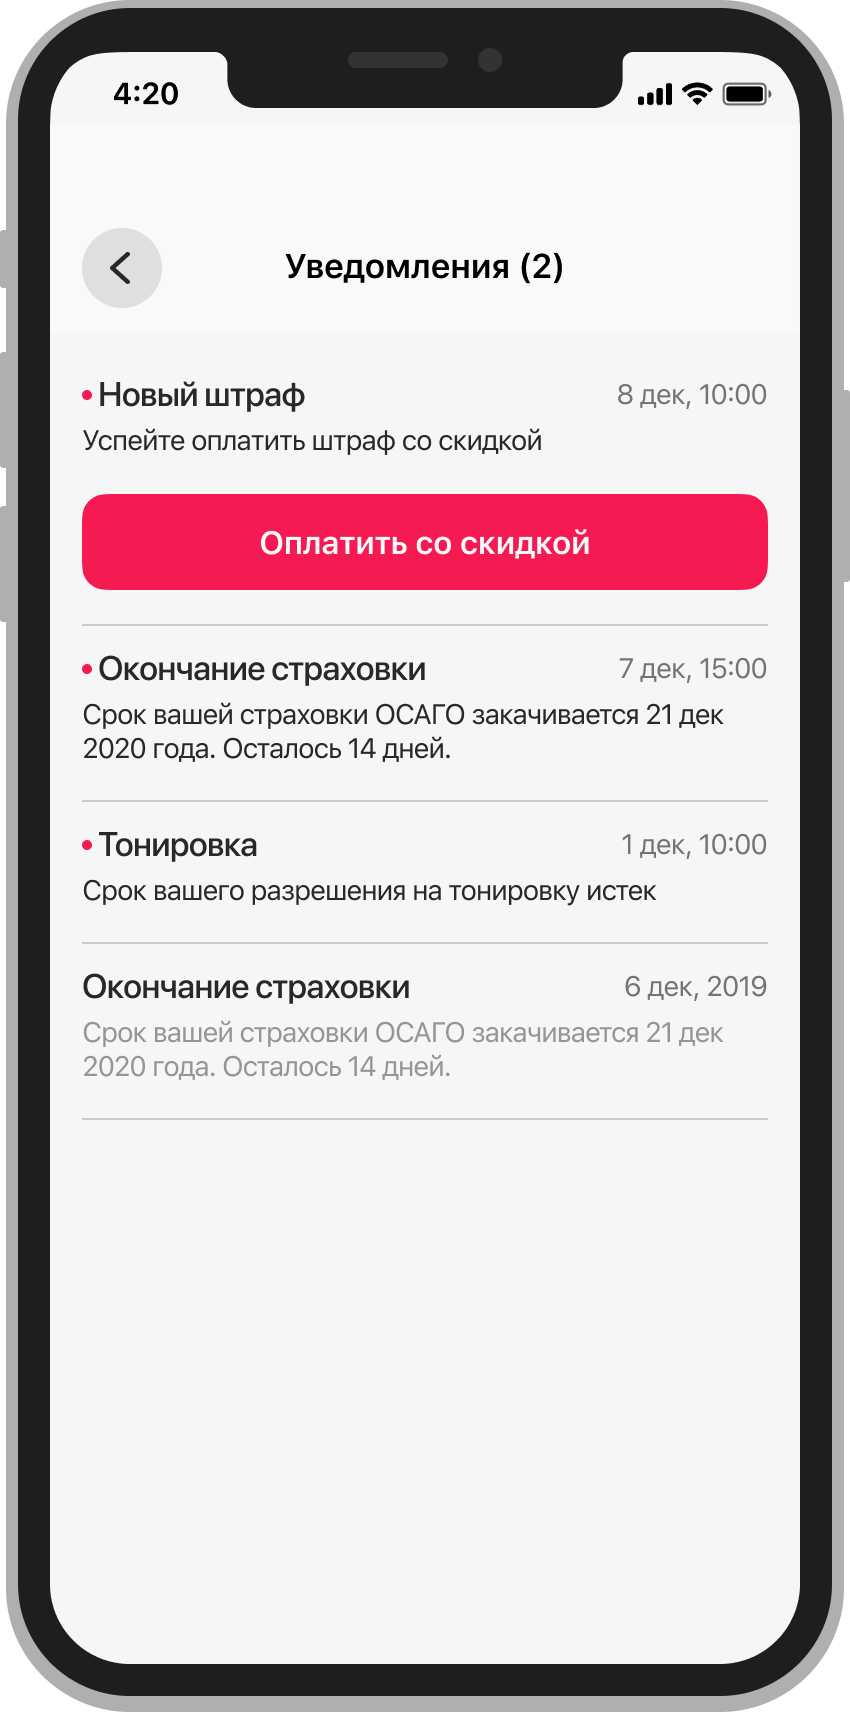 4:20
Уведомления (2)
Новый штраф 8 дек, 10:00
Успейте оплатить штраф со скидкой
Оплатить со скидкой
Окончание страховки 7 дек, 15:00
Срок вашей страховки ОСАГО закачивается 21 дек
2020 года. Осталось 14 дней.
Тонировка 1 дек, 10:00
Срок вашего разрешения на тонировку истек
Окончание страховки 6 дек, 2019
Срок вашей страховки ОСАГО закачивается 21 дек
2020 года. Осталось 14 дней.